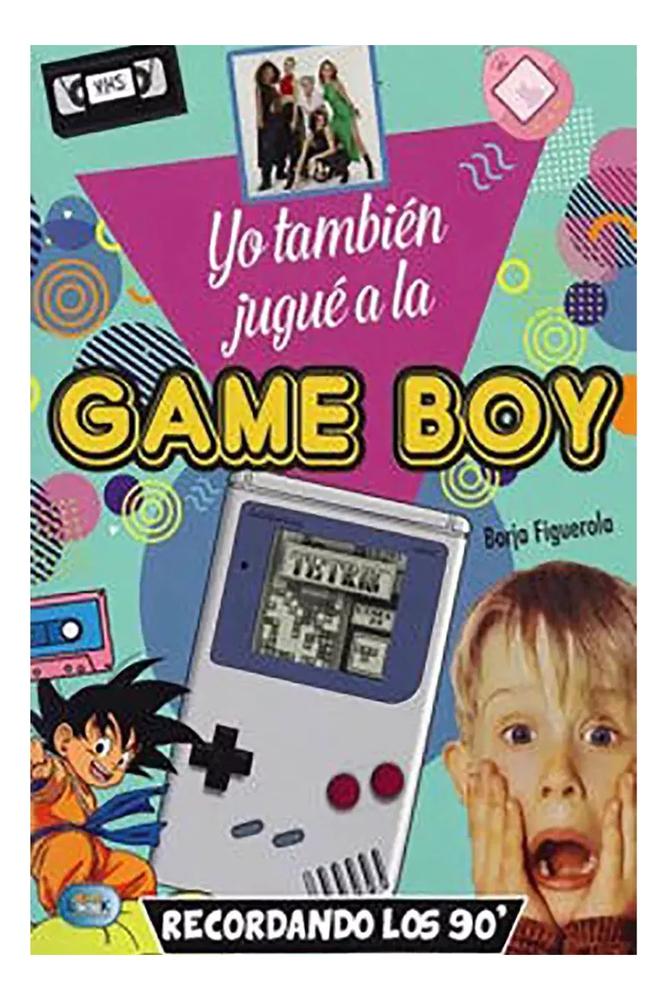 VHS
Yo también
jugué a la
GAME BOY
Borja Figuerola
TETRIS
RECORDANDO LOS 90'